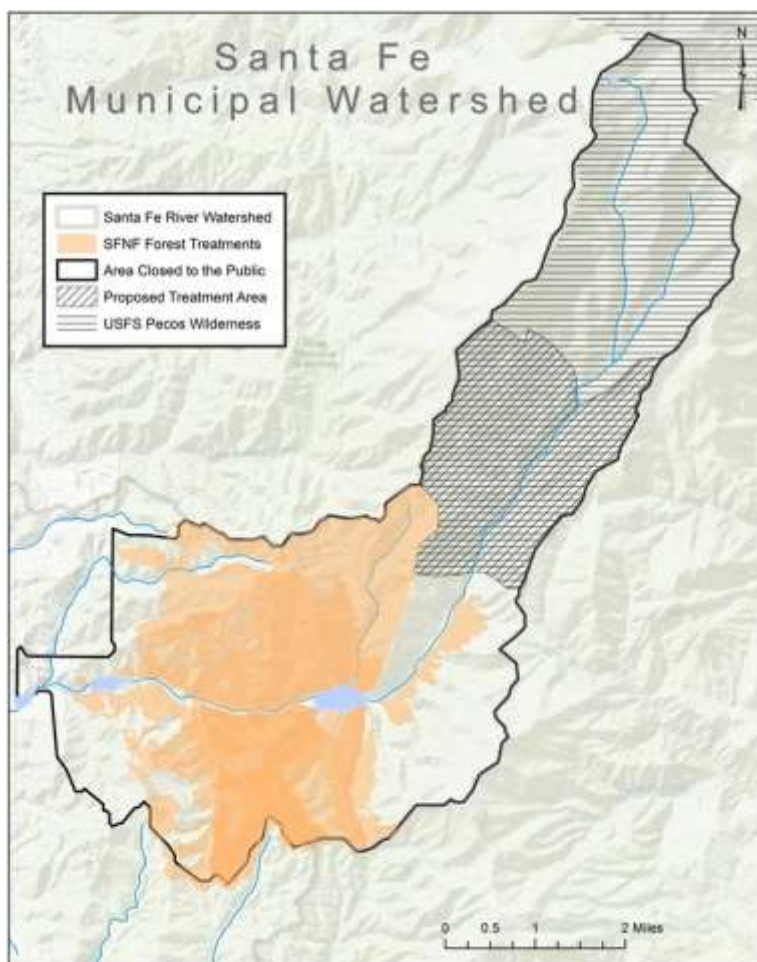 Santa Fe
Municipal Watershed
N
Santa Fe River Watershed
SFNF Forest Treatments
Area Closed to the Public
Proposed Treatment Area
USFS Pecos Wilderness
0 0.5 1 2 Miles